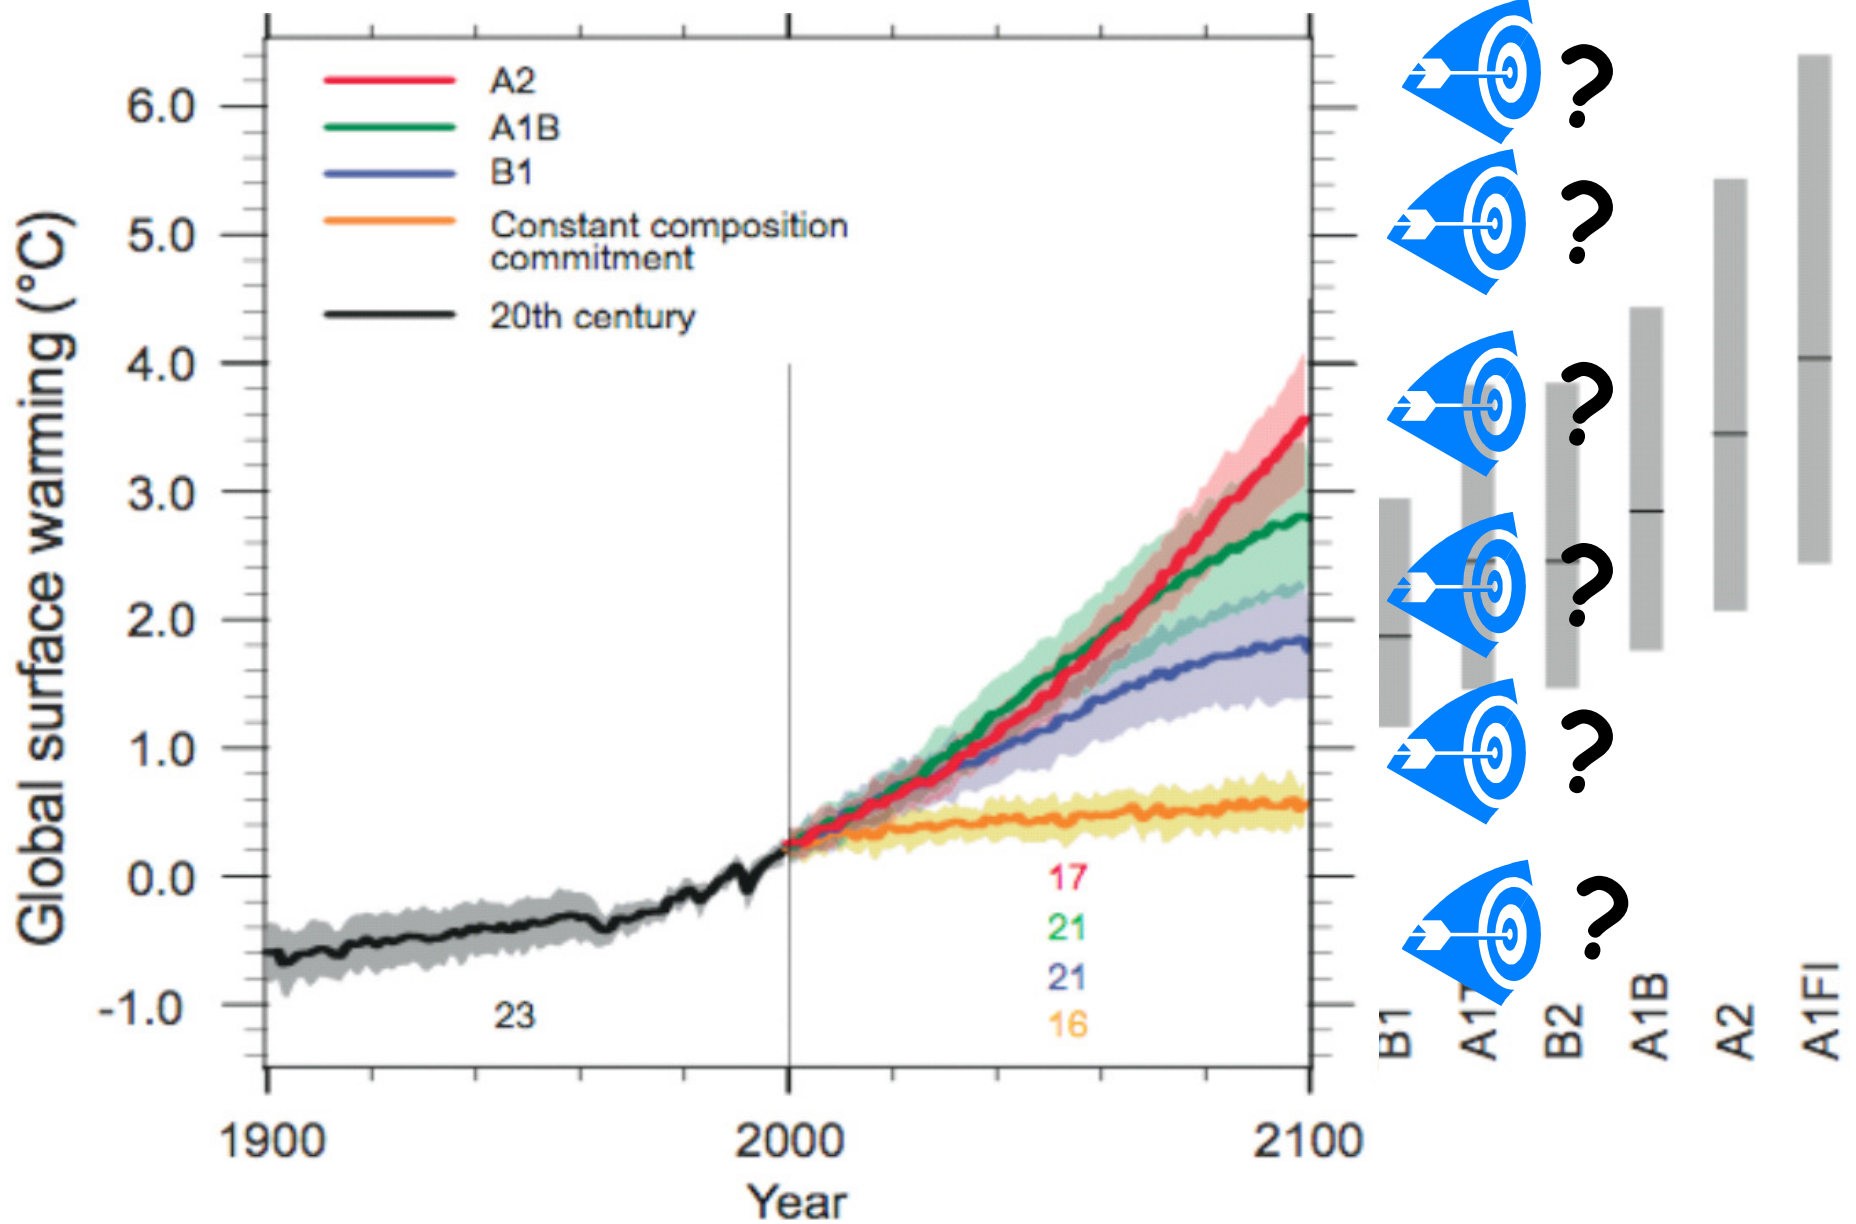 A2
A1B
B1
Constant composition
commitment
20th century
Global surface warming (°C)
6.0
5.0
4.0
3.0
2.0
1.0
0.0
-1.0
17
21
21
16
23
1900
2000
2100
Year
?
?
?
?
?
?
B1
A1T
B2
A1B
A2
A1FI